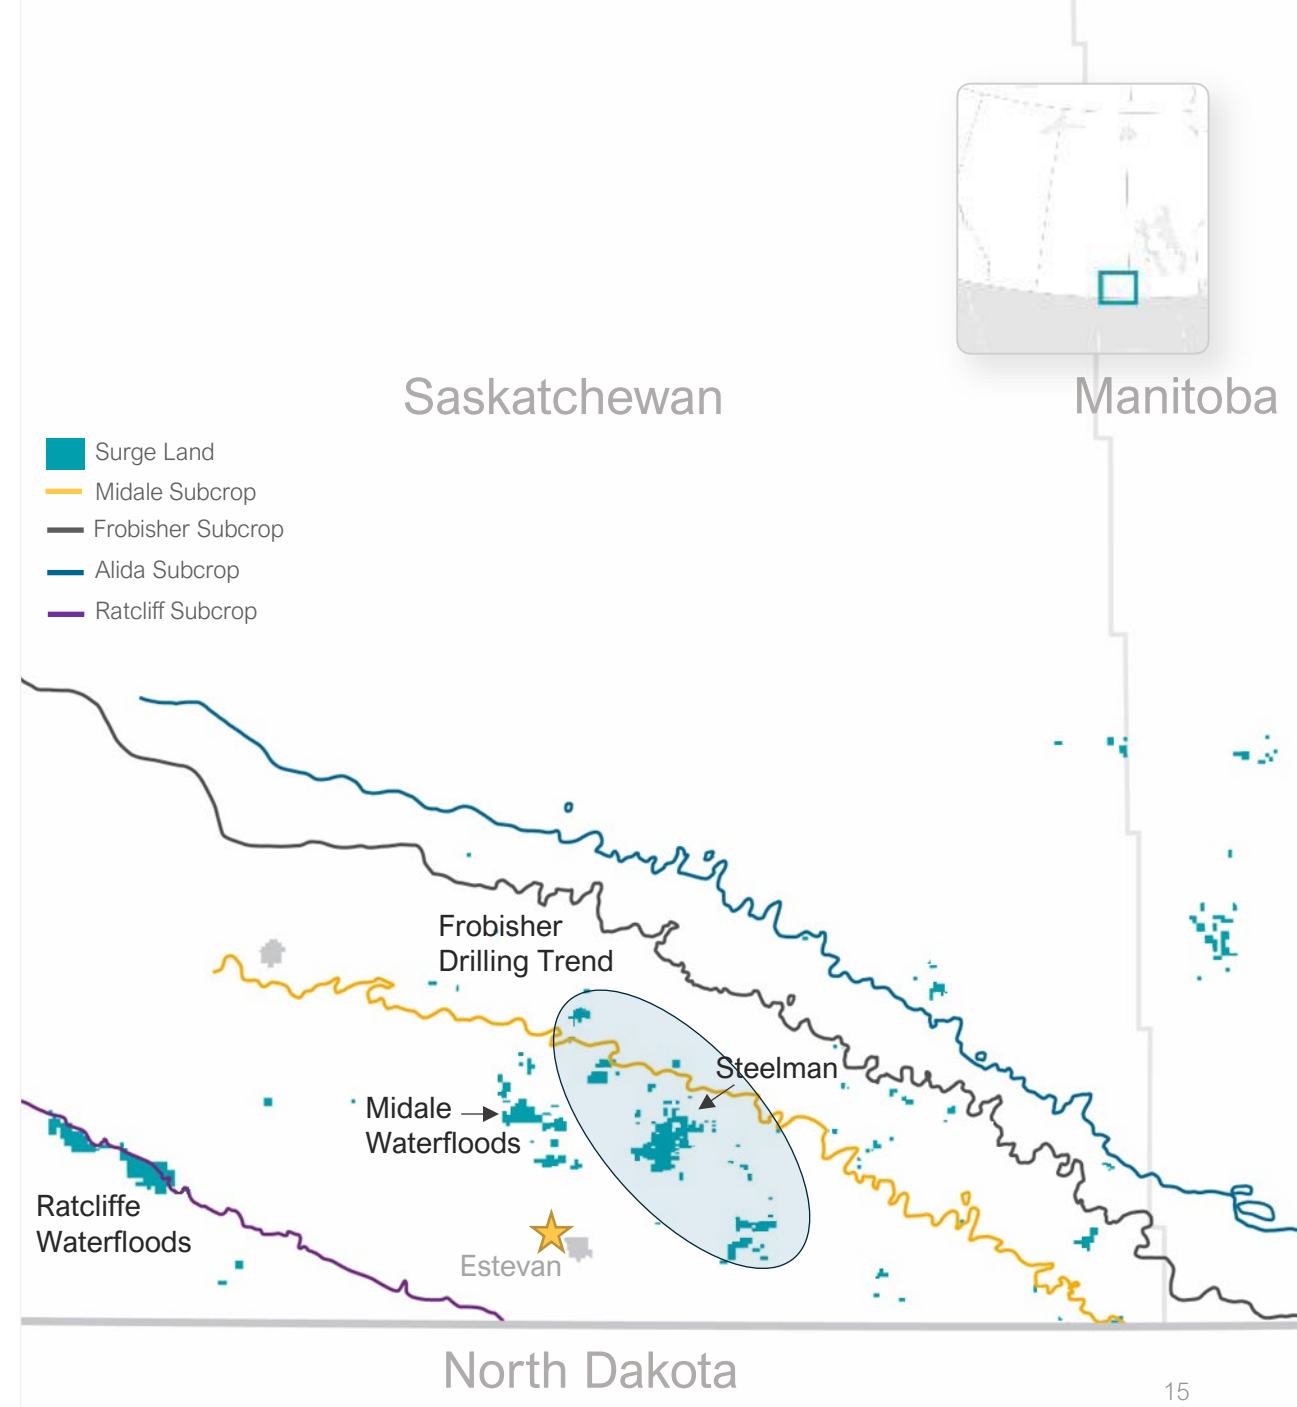 Saskatchewan
Manitoba
Surge Land
Midale Subcrop
Frobisher Subcrop
Alida Subcrop
Ratcliff Subcrop
Frobisher
Drilling Trend
Steelman
Midale
Waterfloods
Ratcliffe
Waterfloods
Estevan
North Dakota
15